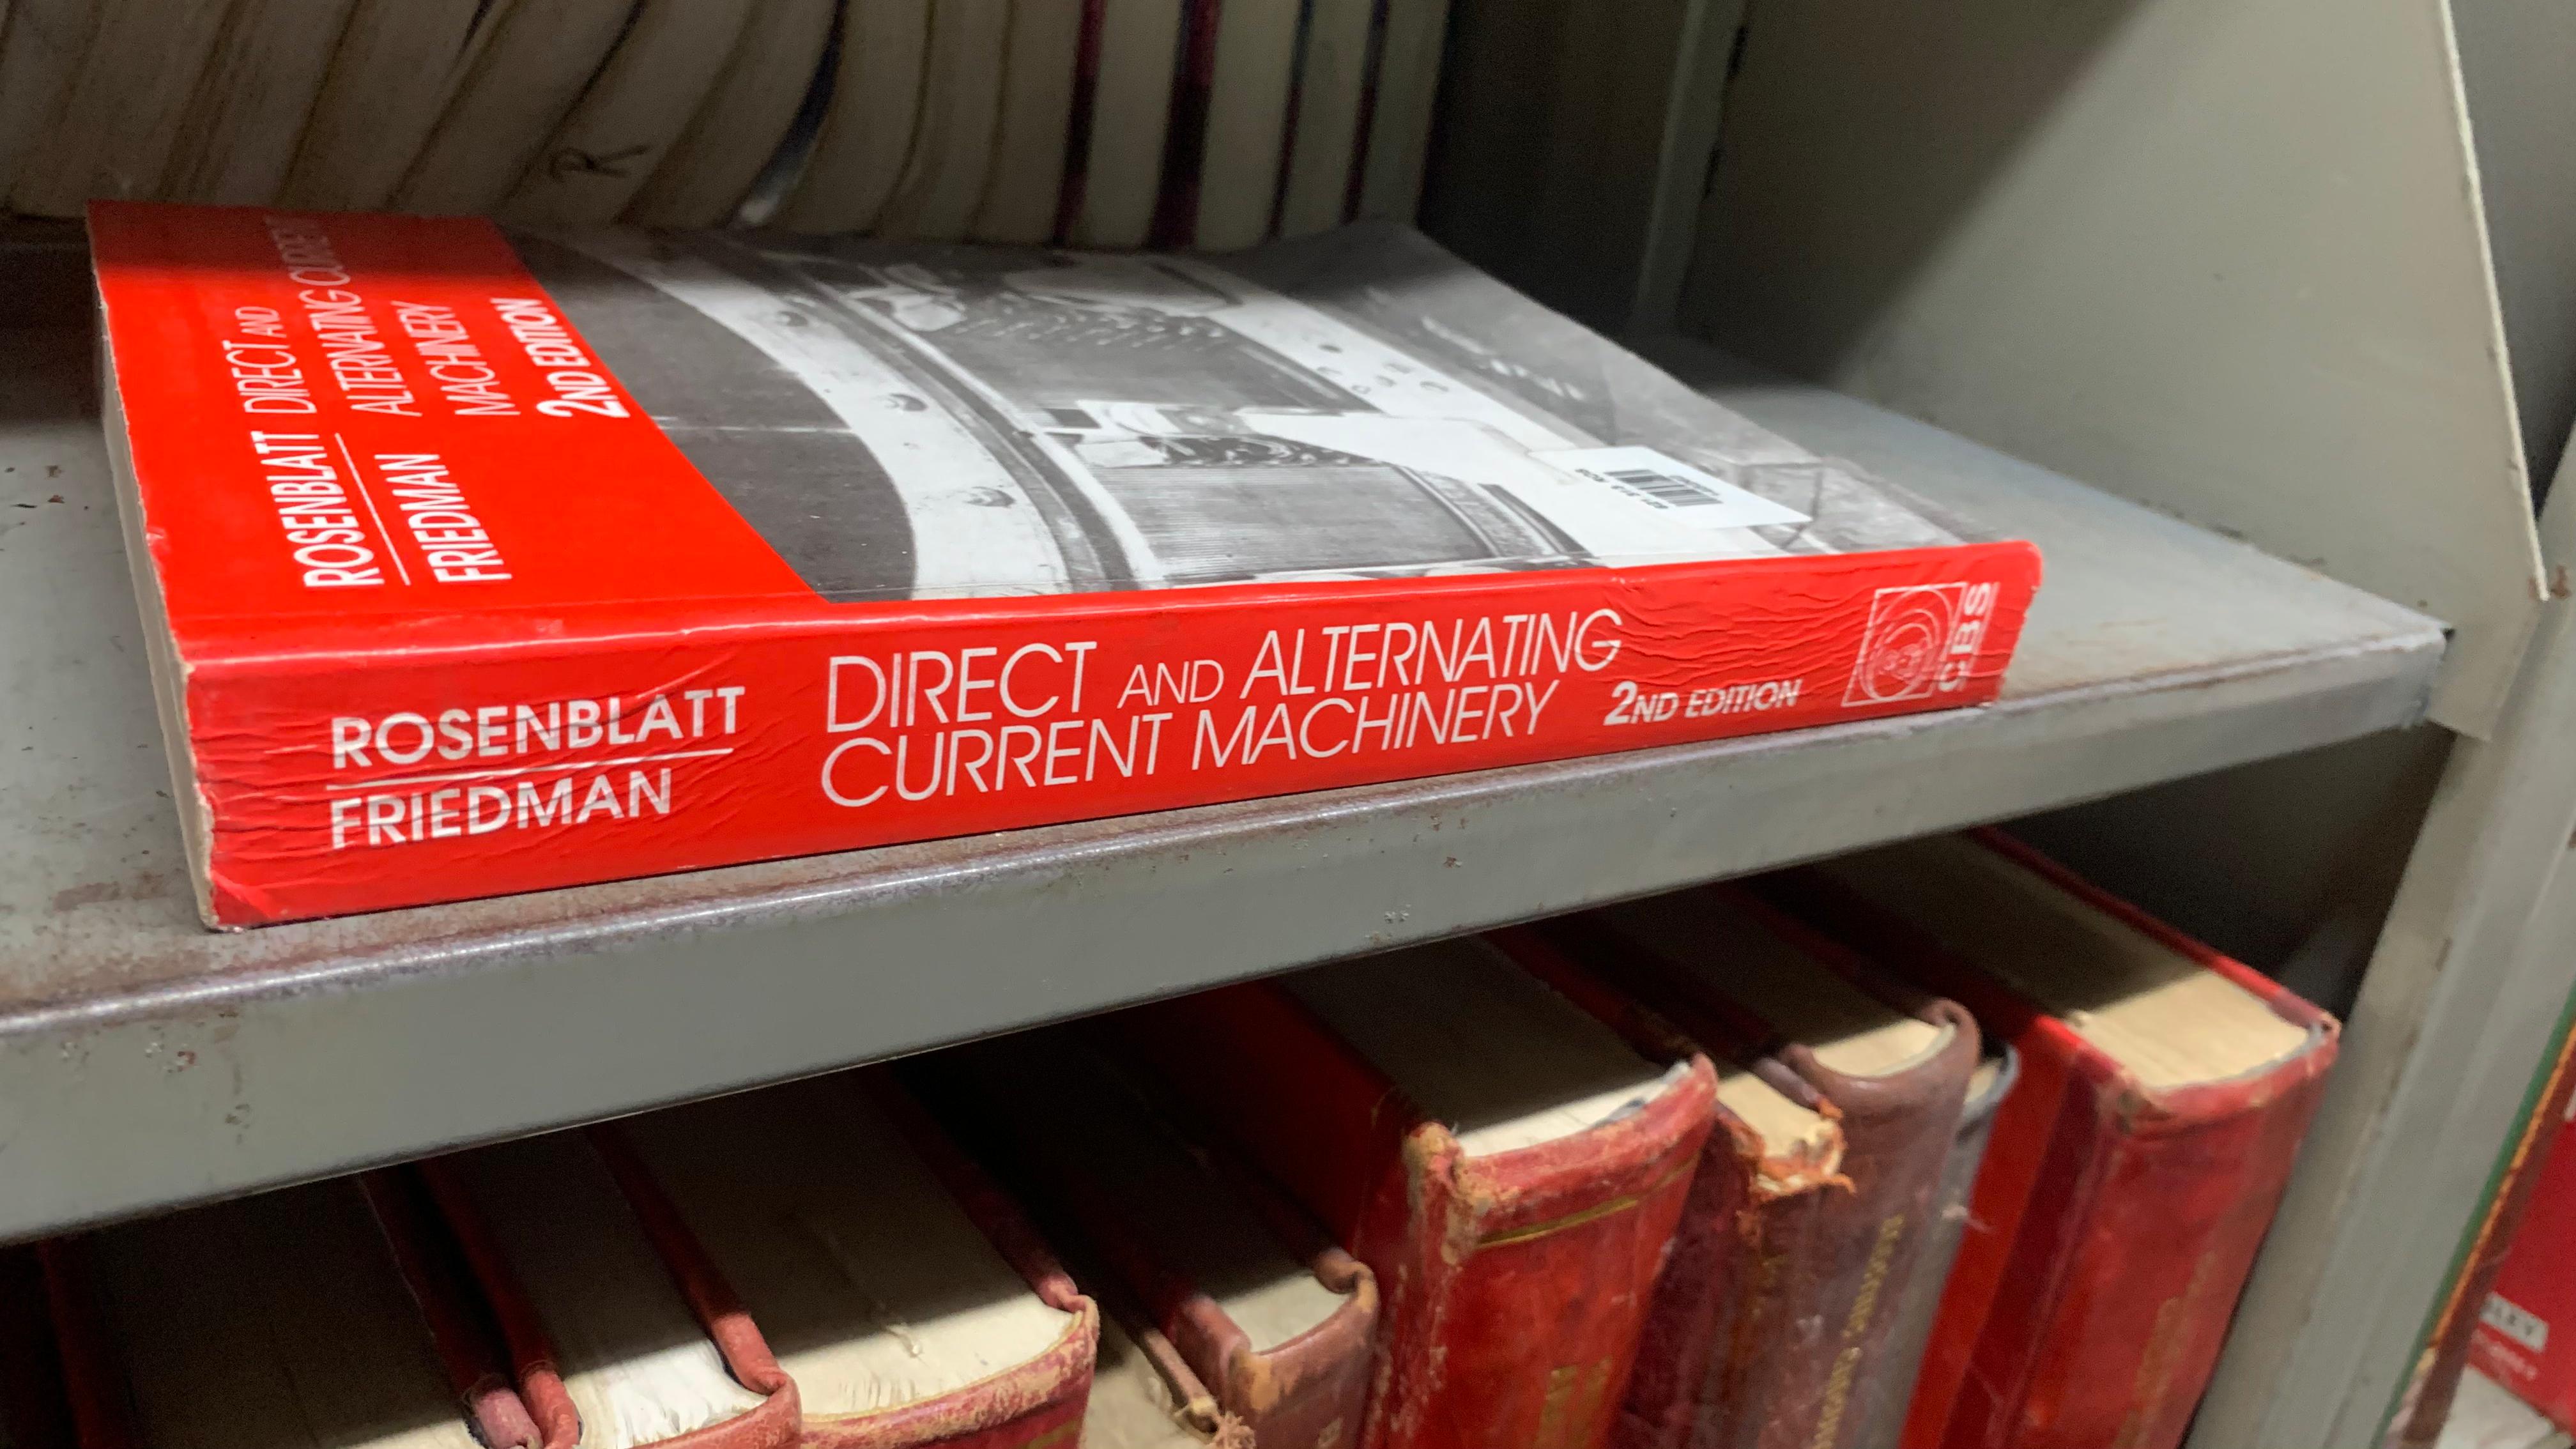 ROSENBLATT
FRIEDMAN
DIRECT AND
ALTERNATING CURRENT
MACHINERY
2ND EDITION
ROSENBLATT
FRIEDMAN
DIRECT AND ALTERNATING
CURRENT MACHINERY
2ND EDITION
CBS
R